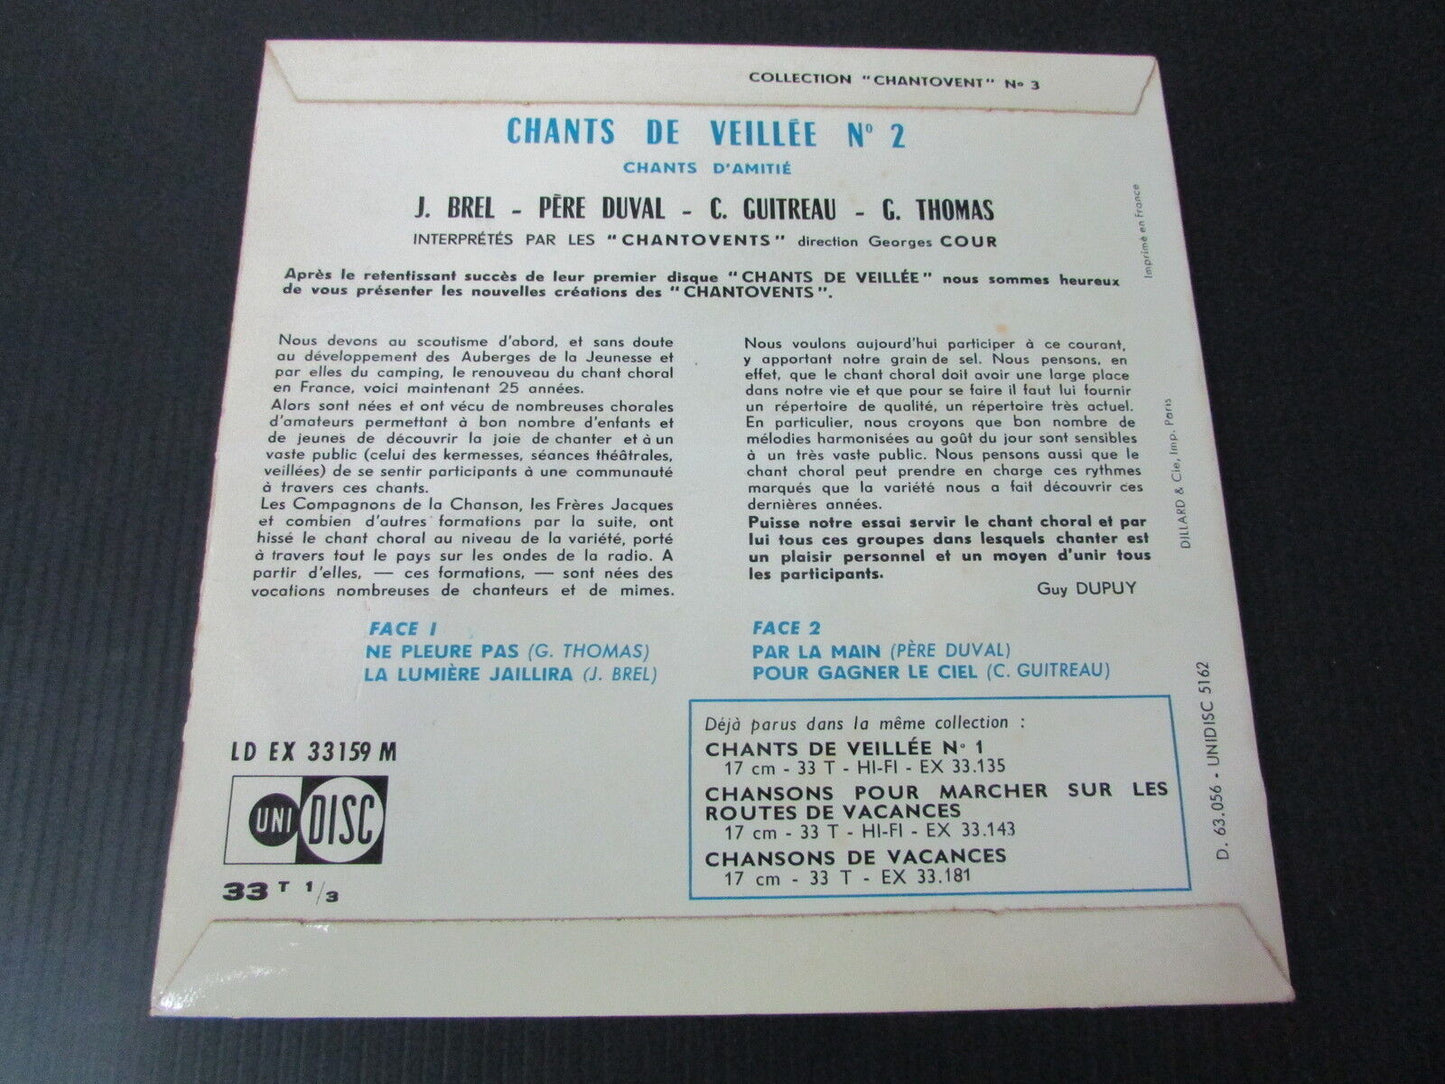 COLLECTION "CHANTOVENT" No 3
CHANTS DE VEILLÉE No 2
CHANTS D'AMITIÉ
J. BREL - PÈRE DUVAL - C. GUITREAU - G. THOMAS
INTERPRÉTÉS PAR LES "CHANTOVENTS" direction Georges COUR
Après le retentissant succès de leur premier disque "CHANTS DE VEILLÉE" nous sommes heureux
de vous présenter les nouvelles créations des "CHANTOVENTS".
Nous devons au scoutisme d'abord, et sans doute
au développement des Auberges de la Jeunesse et
par elles du camping, le renouveau du chant choral
en France, voici maintenant 25 années.
Alors sont nées et ont vécu de nombreuses chorales
d'amateurs permettant à bon nombre d'enfants et
de jeunes de découvrir la joie de chanter et à un
vaste public (celui des kermesses, séances théâtrales,
veillées) de se sentir participants à une communauté
à travers ces chants.
Les Compagnons de la Chanson, les Frères Jacques
et combien d'autres formations par la suite, ont
hissé le chant choral au niveau de la variété, porté
à travers tout le pays sur les ondes de la radio. A
partir d'elles, — ces formations, — sont nées des
vocations nombreuses de chanteurs et de mimes.
Nous voulons aujourd'hui participer à ce courant,
y apportant notre grain de sel. Nous pensons, en
effet, que le chant choral doit avoir une large place
dans notre vie et que pour se faire il faut lui fournir
un répertoire de qualité, un répertoire très actuel.
En particulier, nous croyons que bon nombre de
mélodies harmonisées au goût du jour sont sensibles
à un très vaste public. Nous pensons aussi que le
chant choral peut prendre en charge ces rythmes
marqués que la variété nous a fait découvrir ces
dernières années.
Puisse notre essai servir le chant choral et par
lui tous ces groupes dans lesquels chanter est
un plaisir personnel et un moyen d'unir tous
les participants.
Guy DUPUY
FACE 1
NE PLEURE PAS (G. THOMAS)
LA LUMIÈRE JAILLIRA (J. BREL)
FACE 2
PAR LA MAIN (PÈRE DUVAL)
POUR GAGNER LE CIEL (C. GUITREAU)
Déjà parus dans la même collection :
CHANTS DE VEILLÉE No 1
17 cm - 33 T - HI-FI - EX 33.135
CHANSONS POUR MARCHER SUR LES
ROUTES DE VACANCES
17 cm - 33 T - HI-FI - EX 33.143
CHANSONS DE VACANCES
17 cm - 33 T - EX 33.181
LD EX 33159 M
UNI DISC
33 T 1/3
Imprimé en France
DILLARD & Cie, Imp. Paris
D. 63.056 • UNIDISC 5162